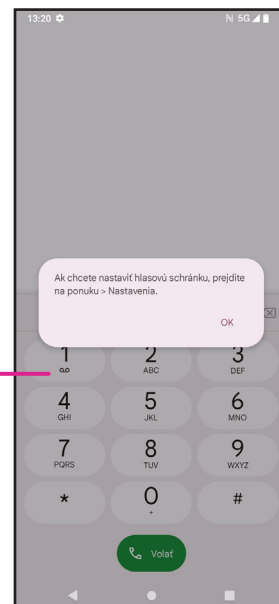 13:20 5G
Ak chcete nastaviť hlasovú schránku, prejdite
na ponuku > Nastavenia.
OK
1 2 3
ABC DEF
4 5 6
GHI JKL MNO
7 8 9
PQRS TUV WXYZ
* 0 #
+
Volať